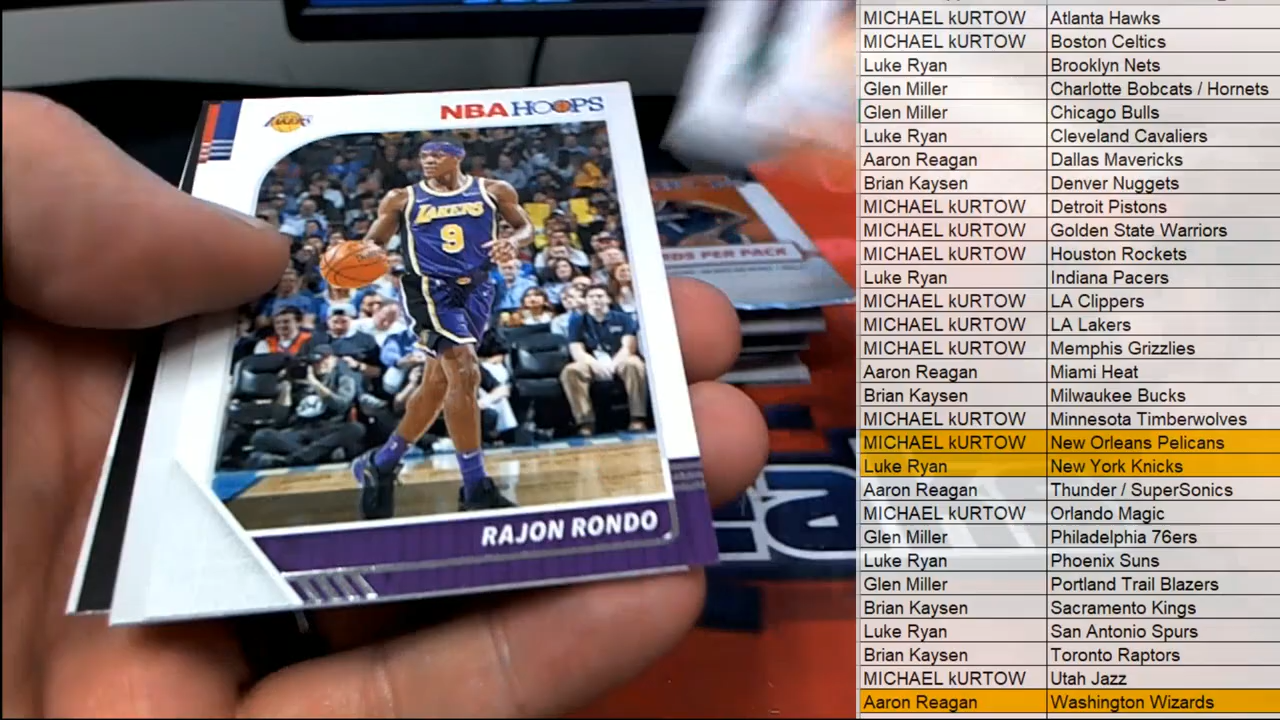 LAKERS
NBA HOOPS
LAKERS
9
RDS PER PACK
RAJON RONDO
MICHAEL kURTOW Atlanta Hawks
MICHAEL kURTOW Boston Celtics
Luke Ryan Brooklyn Nets
Glen Miller Charlotte Bobcats / Hornets
Glen Miller Chicago Bulls
Luke Ryan Cleveland Cavaliers
Aaron Reagan Dallas Mavericks
Brian Kaysen Denver Nuggets
MICHAEL kURTOW Detroit Pistons
MICHAEL kURTOW Golden State Warriors
MICHAEL kURTOW Houston Rockets
Luke Ryan Indiana Pacers
MICHAEL kURTOW LA Clippers
MICHAEL kURTOW LA Lakers
MICHAEL kURTOW Memphis Grizzlies
Aaron Reagan Miami Heat
Brian Kaysen Milwaukee Bucks
MICHAEL kURTOW Minnesota Timberwolves
MICHAEL kURTOW New Orleans Pelicans
Luke Ryan New York Knicks
Aaron Reagan Thunder / SuperSonics
MICHAEL kURTOW Orlando Magic
Glen Miller Philadelphia 76ers
Luke Ryan Phoenix Suns
Glen Miller Portland Trail Blazers
Brian Kaysen Sacramento Kings
Luke Ryan San Antonio Spurs
Brian Kaysen Toronto Raptors
MICHAEL kURTOW Utah Jazz
Aaron Reagan Washington Wizards